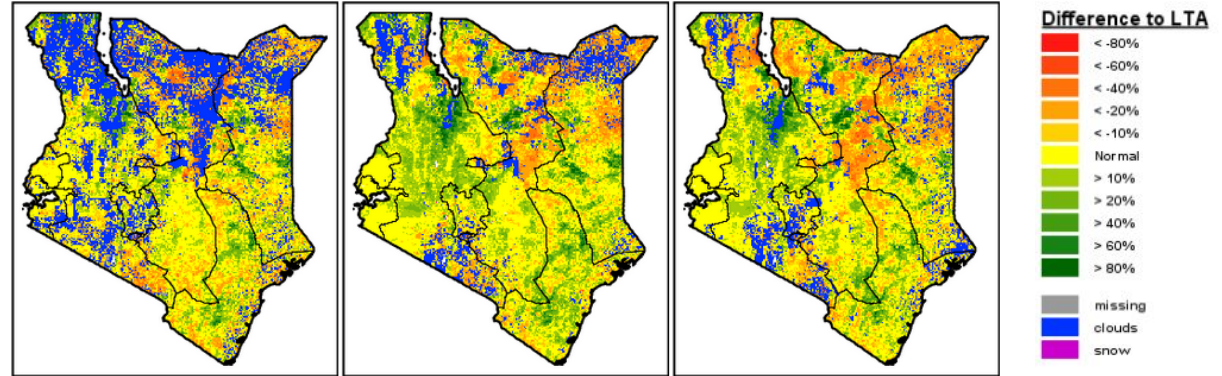 Difference to LTA
< -80%
< -60%
< -40%
< -20%
< -10%
Normal
> 10%
> 20%
> 40%
> 60%
> 80%
missing
clouds
snow